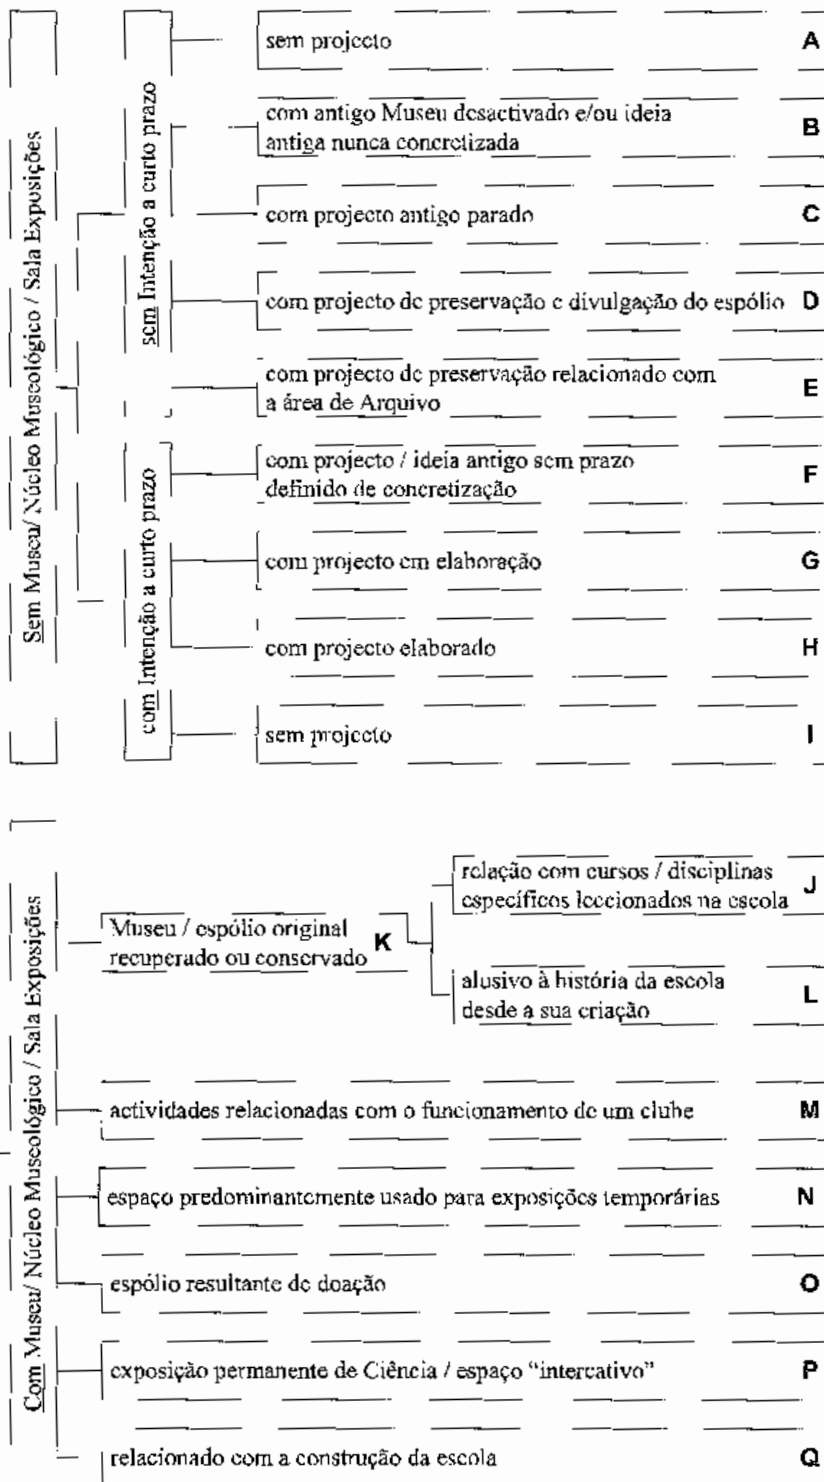 Sem Museu/ Núcleo Museológico / Sala Exposições
sem Intenção a curto prazo
sem projecto A
com antigo Museu desactivado e/ou ideia
antiga nunca concretizada B
com projecto antigo parado C
com projecto de preservação e divulgação do espólio D
com projecto de preservação relacionado com
a área de Arquivo E
com Intenção a curto prazo
com projecto / ideia antigo sem prazo
definido de concretização F
com projecto em elaboração G
com projecto elaborado H
sem projecto I
Com Museu/ Núcleo Museológico / Sala Exposições
Museu / espólio original
recuperado ou conservado K
relação com cursos / disciplinas
específicos leccionados na escola J
alusivo à história da escola
desde a sua criação L
actividades relacionadas com o funcionamento de um clube M
espaço predominantemente usado para exposições temporárias N
espólio resultante de doação O
exposição permanente de Ciência / espaço "intercativo" P
relacionado com a construção da escola Q